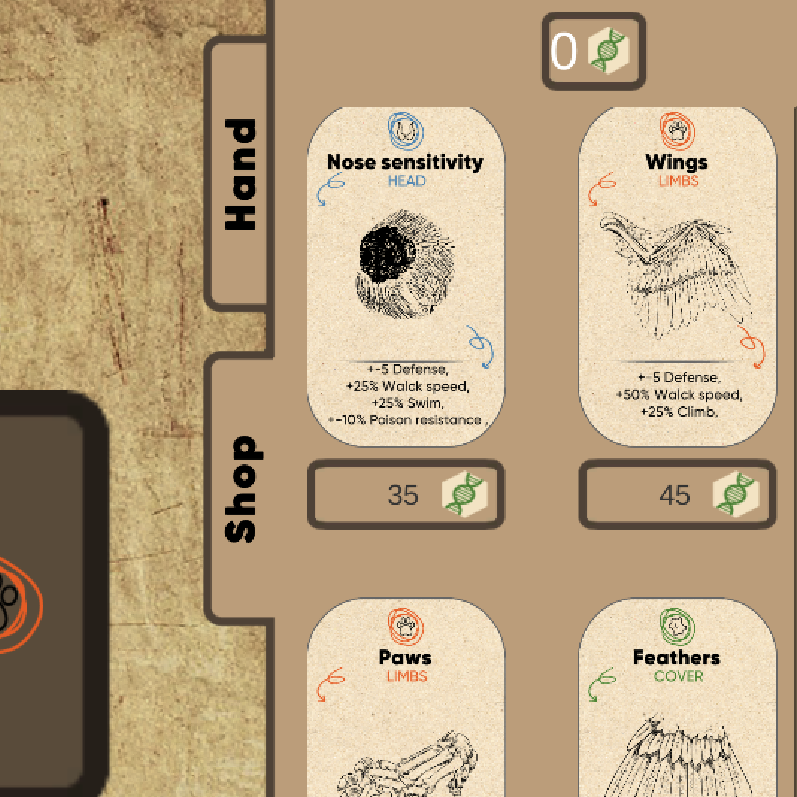 0
Hand
Nose sensitivity
HEAD
+-5 Defense,
+25% Walck speed,
+25% Swim,
+-10% Poison resistance ,
35
Wings
LIMBS
+-5 Defense,
+50% Walck speed,
+25% Climb,
45
Shop
Paws
LIMBS
Feathers
COVER